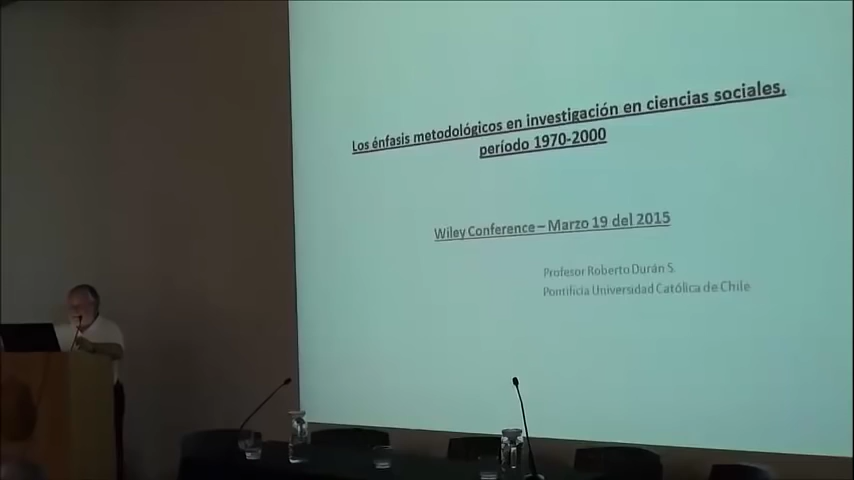 Los énfasis metodológicos en investigación en ciencias sociales,
período 1970-2000
Wiley Conference – Marzo 19 del 2015
Profesor Roberto Durán S.
Pontificia Universidad Católica de Chile